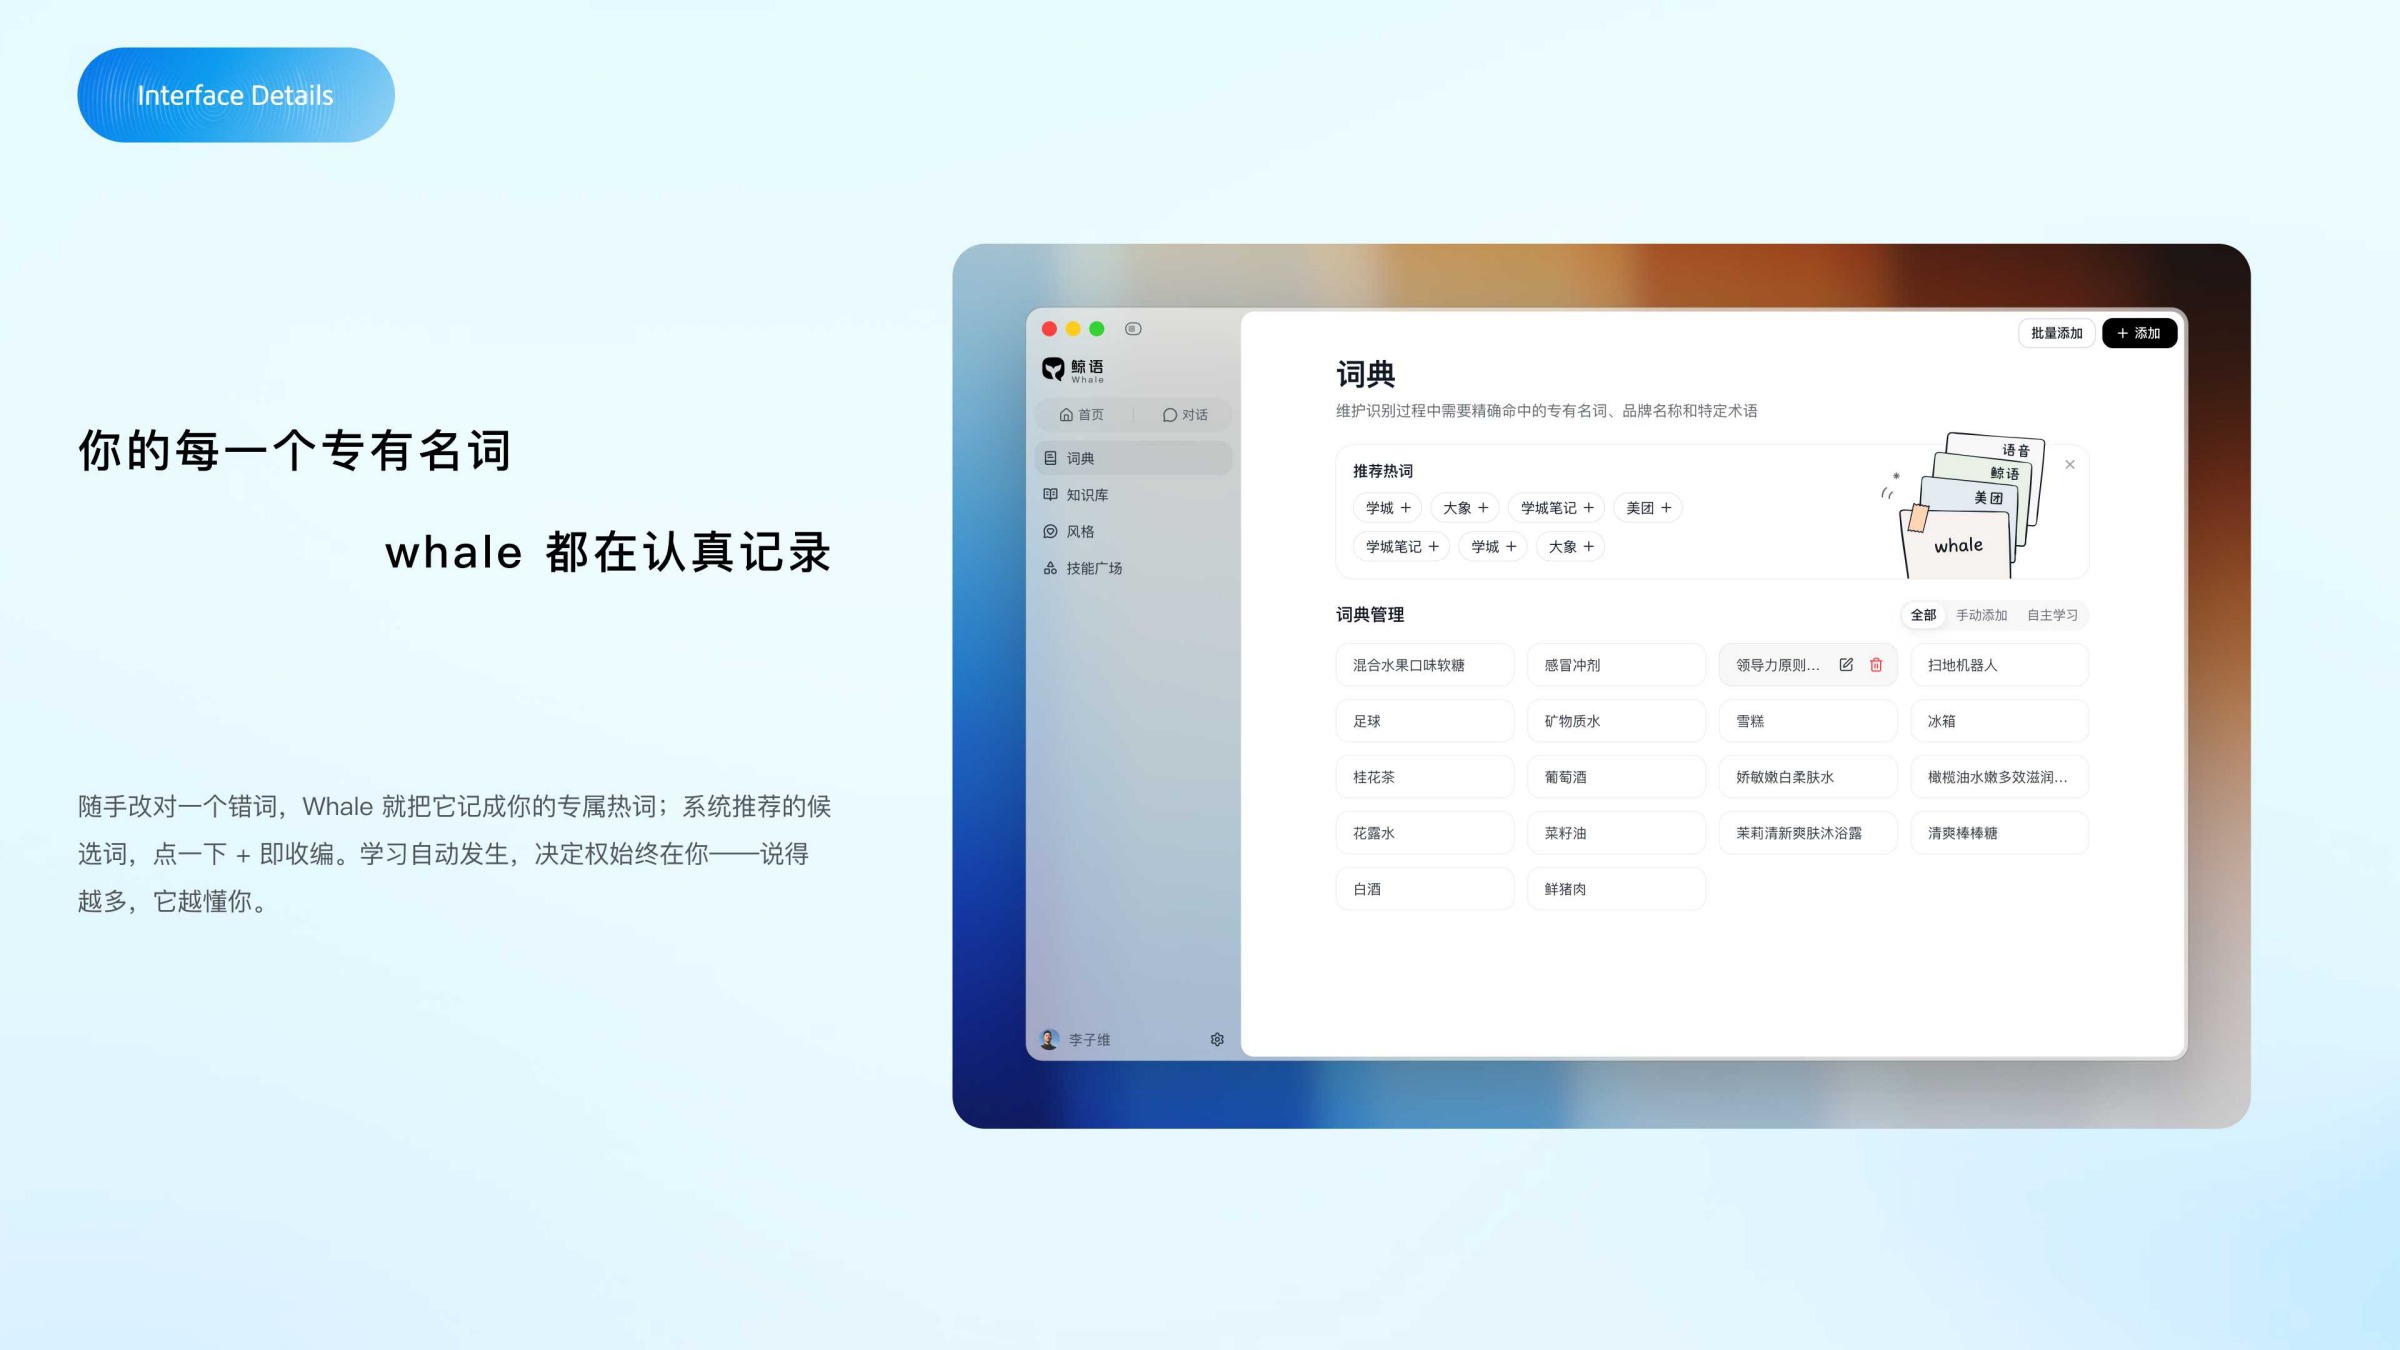 Interface Details
你的每一个专有名词
whale 都在认真记录
随手改对一个错词，Whale 就把它记成你的专属热词；系统推荐的候
选词，点一下 + 即收编。学习自动发生，决定权始终在你——说得
越多，它越懂你。
鲸语
Whale
首页
对话
词典
知识库
风格
技能广场
李子维
批量添加
+ 添加
词典
维护识别过程中需要精确命中的专有名词、品牌名称和特定术语
推荐热词
学城 + 大象 + 学城笔记 + 美团 +
学城笔记 + 学城 + 大象 +
语音
鲸语
美团
whale
词典管理
全部 手动添加 自主学习
混合水果口味软糖 感冒冲剂 领导力原则... 扫地机器人
足球 矿物质水 雪糕 冰箱
桂花茶 葡萄酒 娇敏嫩白柔肤水 橄榄油水嫩多效滋润...
花露水 菜籽油 茉莉清新爽肤沐浴露 清爽棒棒糖
白酒 鲜猪肉